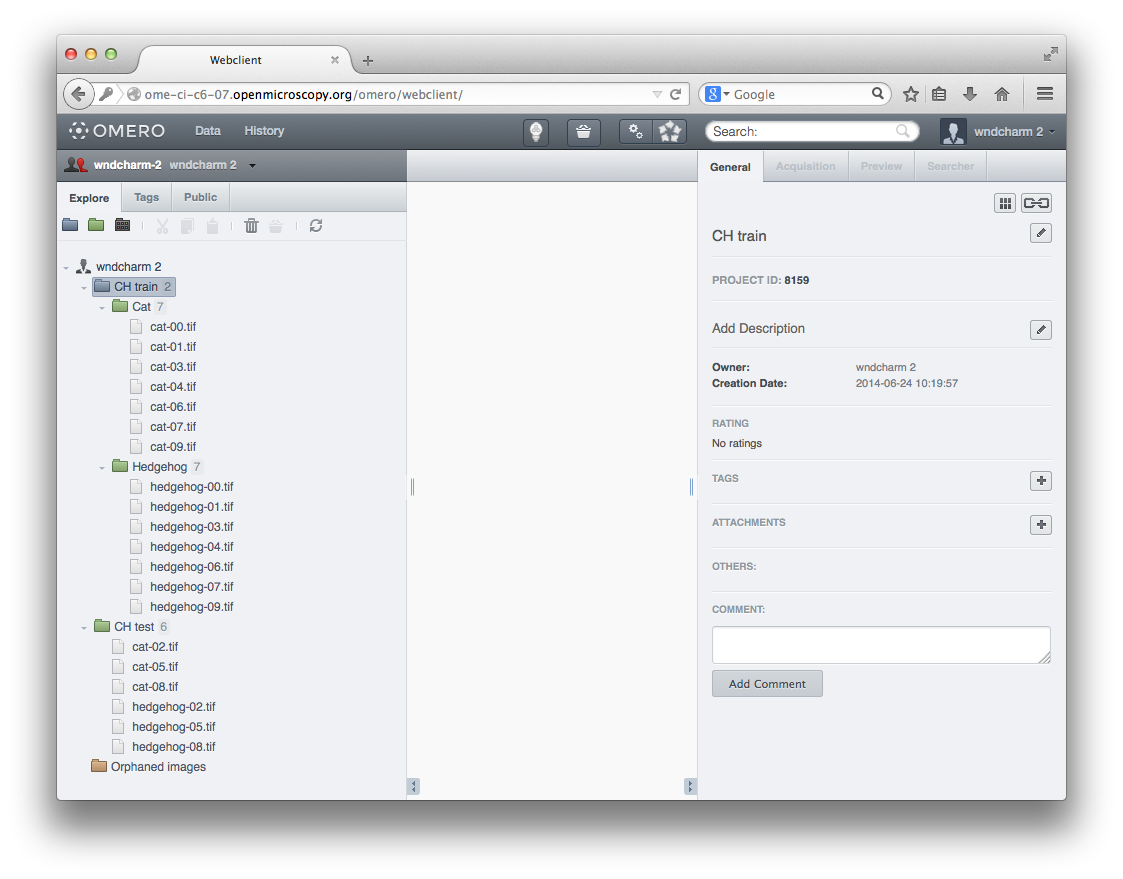 Webclient
ome-ci-c6-07.openmicroscopy.org/omero/webclient/
Google
OMERO Data History Search: wndcharm 2
wndcharm-2 wndcharm 2
General Acquisition Preview Searcher
Explore Tags Public
CH train
PROJECT ID: 8159
Add Description
Owner: wndcharm 2
Creation Date: 2014-06-24 10:19:57
RATING
No ratings
TAGS
ATTACHMENTS
OTHERS:
COMMENT:
Add Comment
wndcharm 2
CH train 2
Cat 7
cat-00.tif
cat-01.tif
cat-03.tif
cat-04.tif
cat-06.tif
cat-07.tif
cat-09.tif
Hedgehog 7
hedgehog-00.tif
hedgehog-01.tif
hedgehog-03.tif
hedgehog-04.tif
hedgehog-06.tif
hedgehog-07.tif
hedgehog-09.tif
CH test 6
cat-02.tif
cat-05.tif
cat-08.tif
hedgehog-02.tif
hedgehog-05.tif
hedgehog-08.tif
Orphaned images